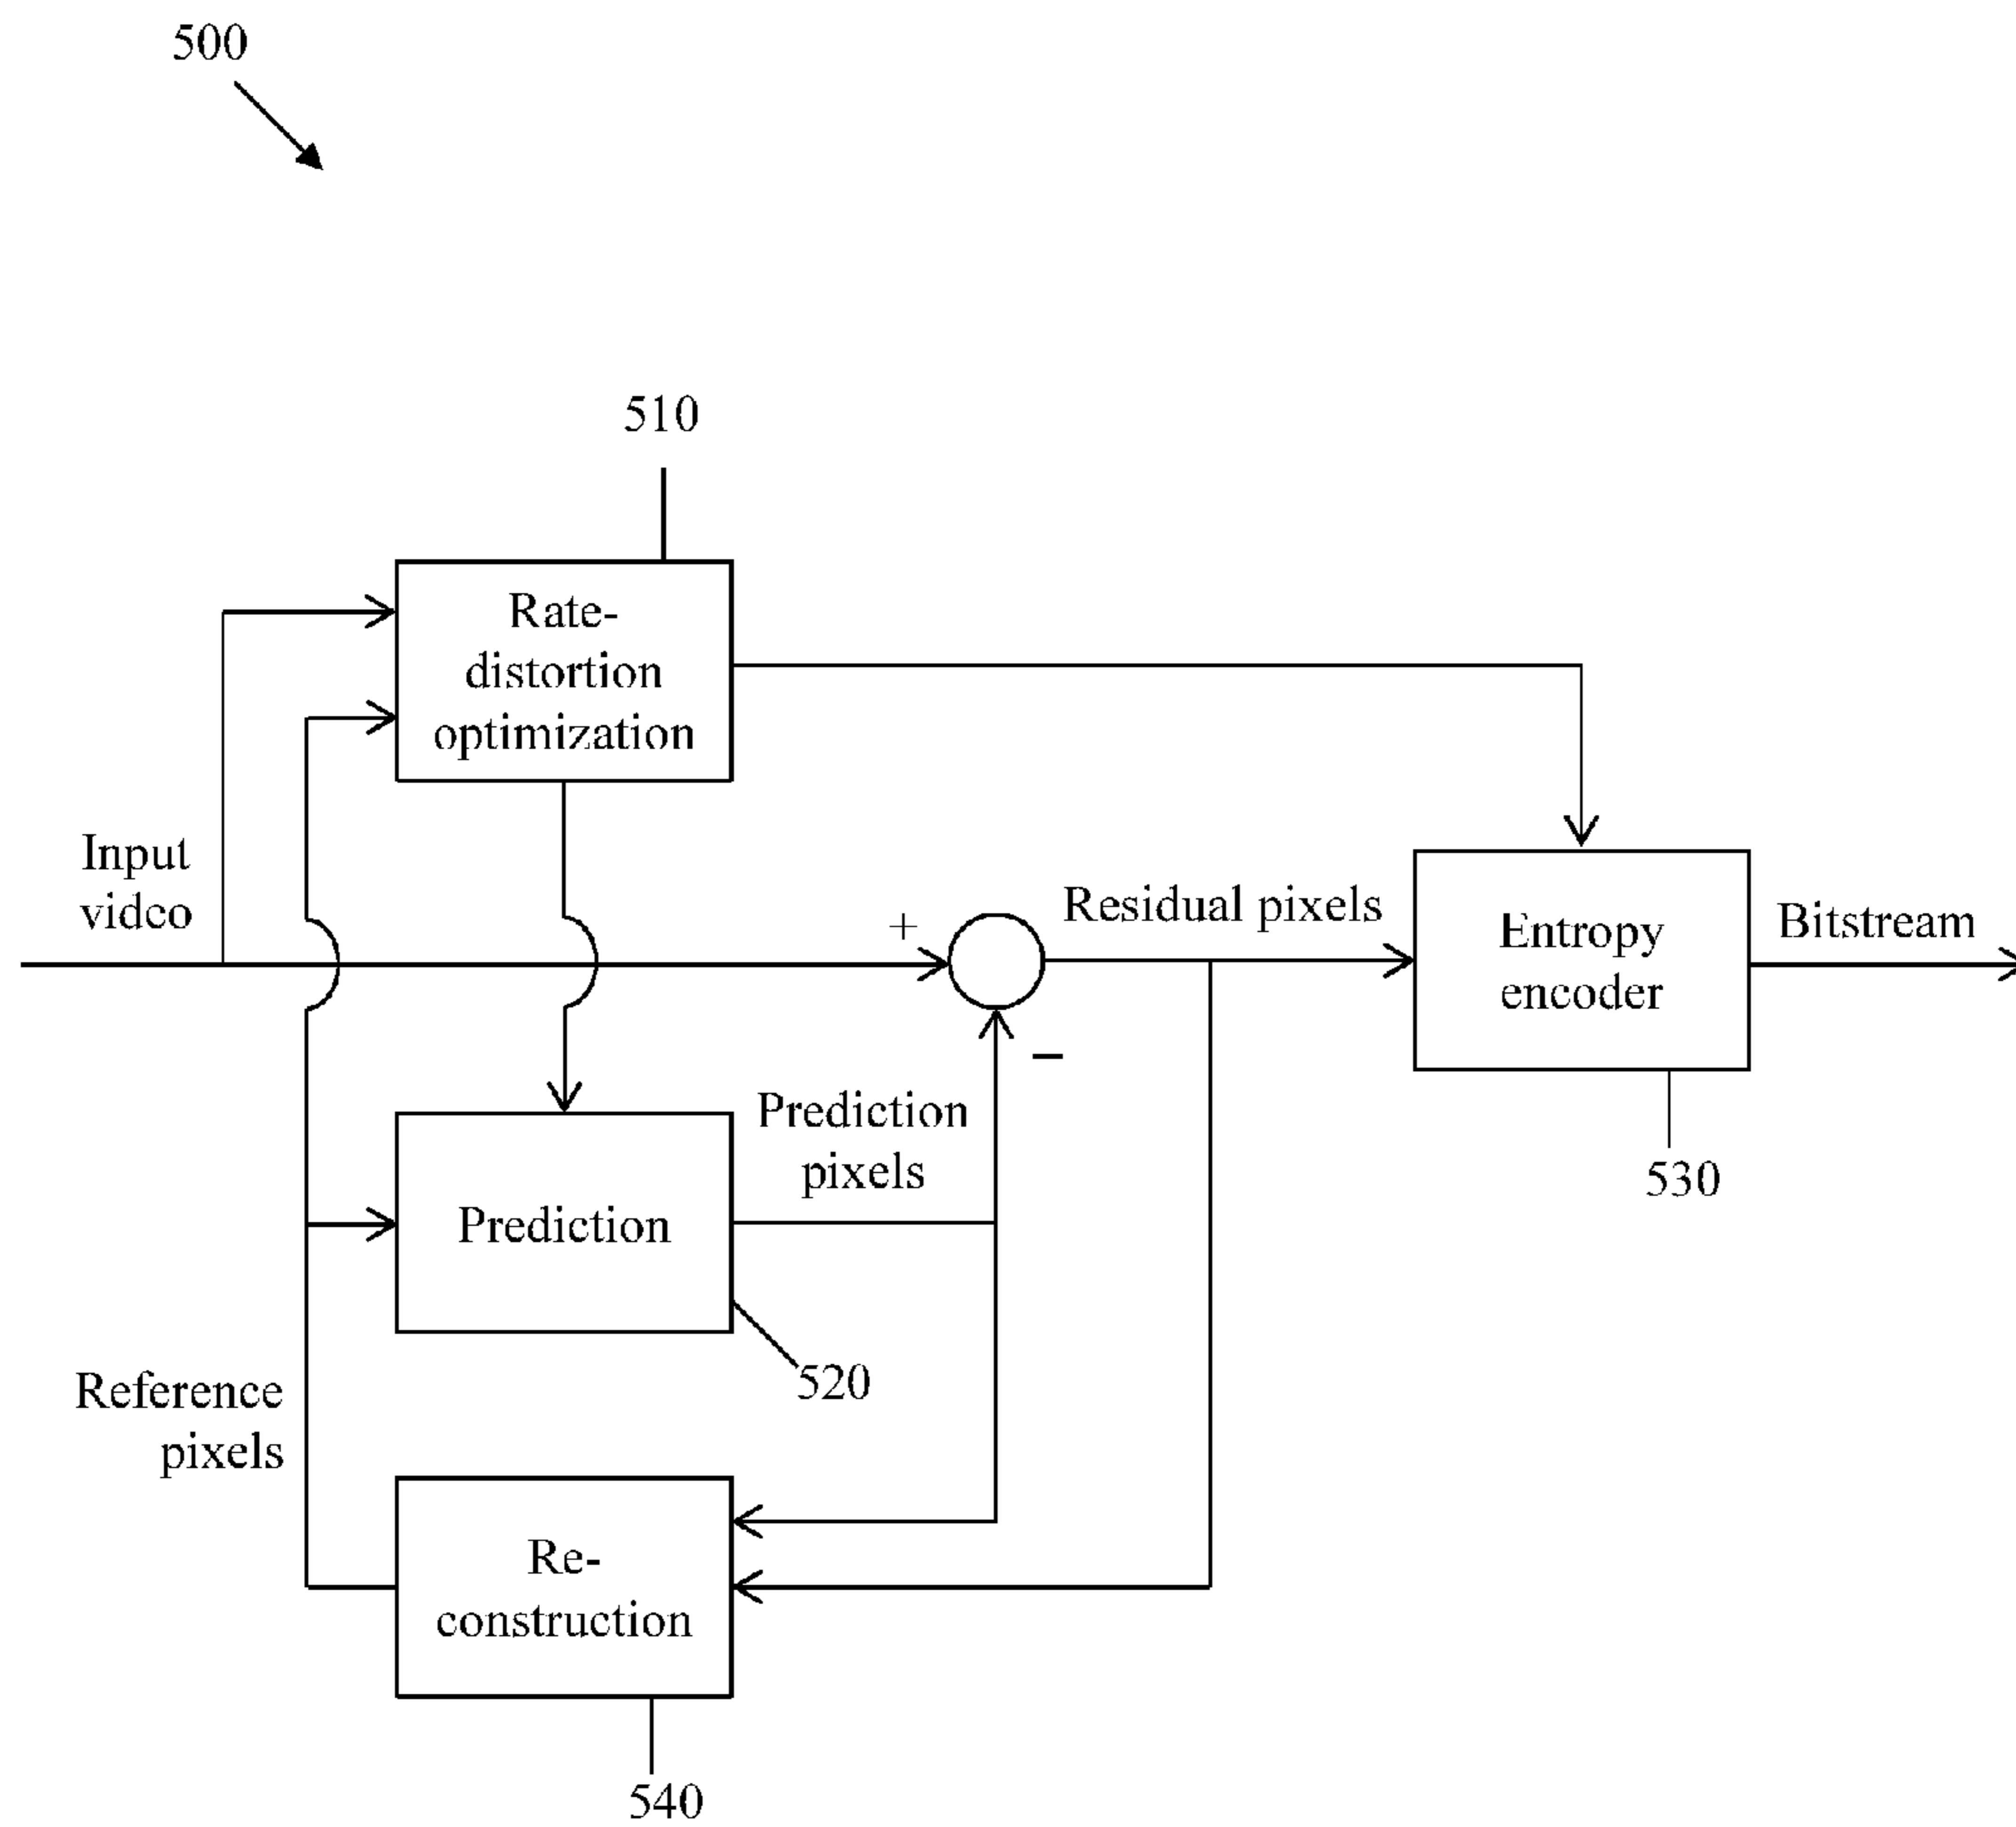 500
510
Rate-
distortion
optimization
Input
video
+
Residual pixels
Entropy
encoder
Bitstream
−
Prediction
pixels
530
Prediction
520
Reference
pixels
Re-
construction
540